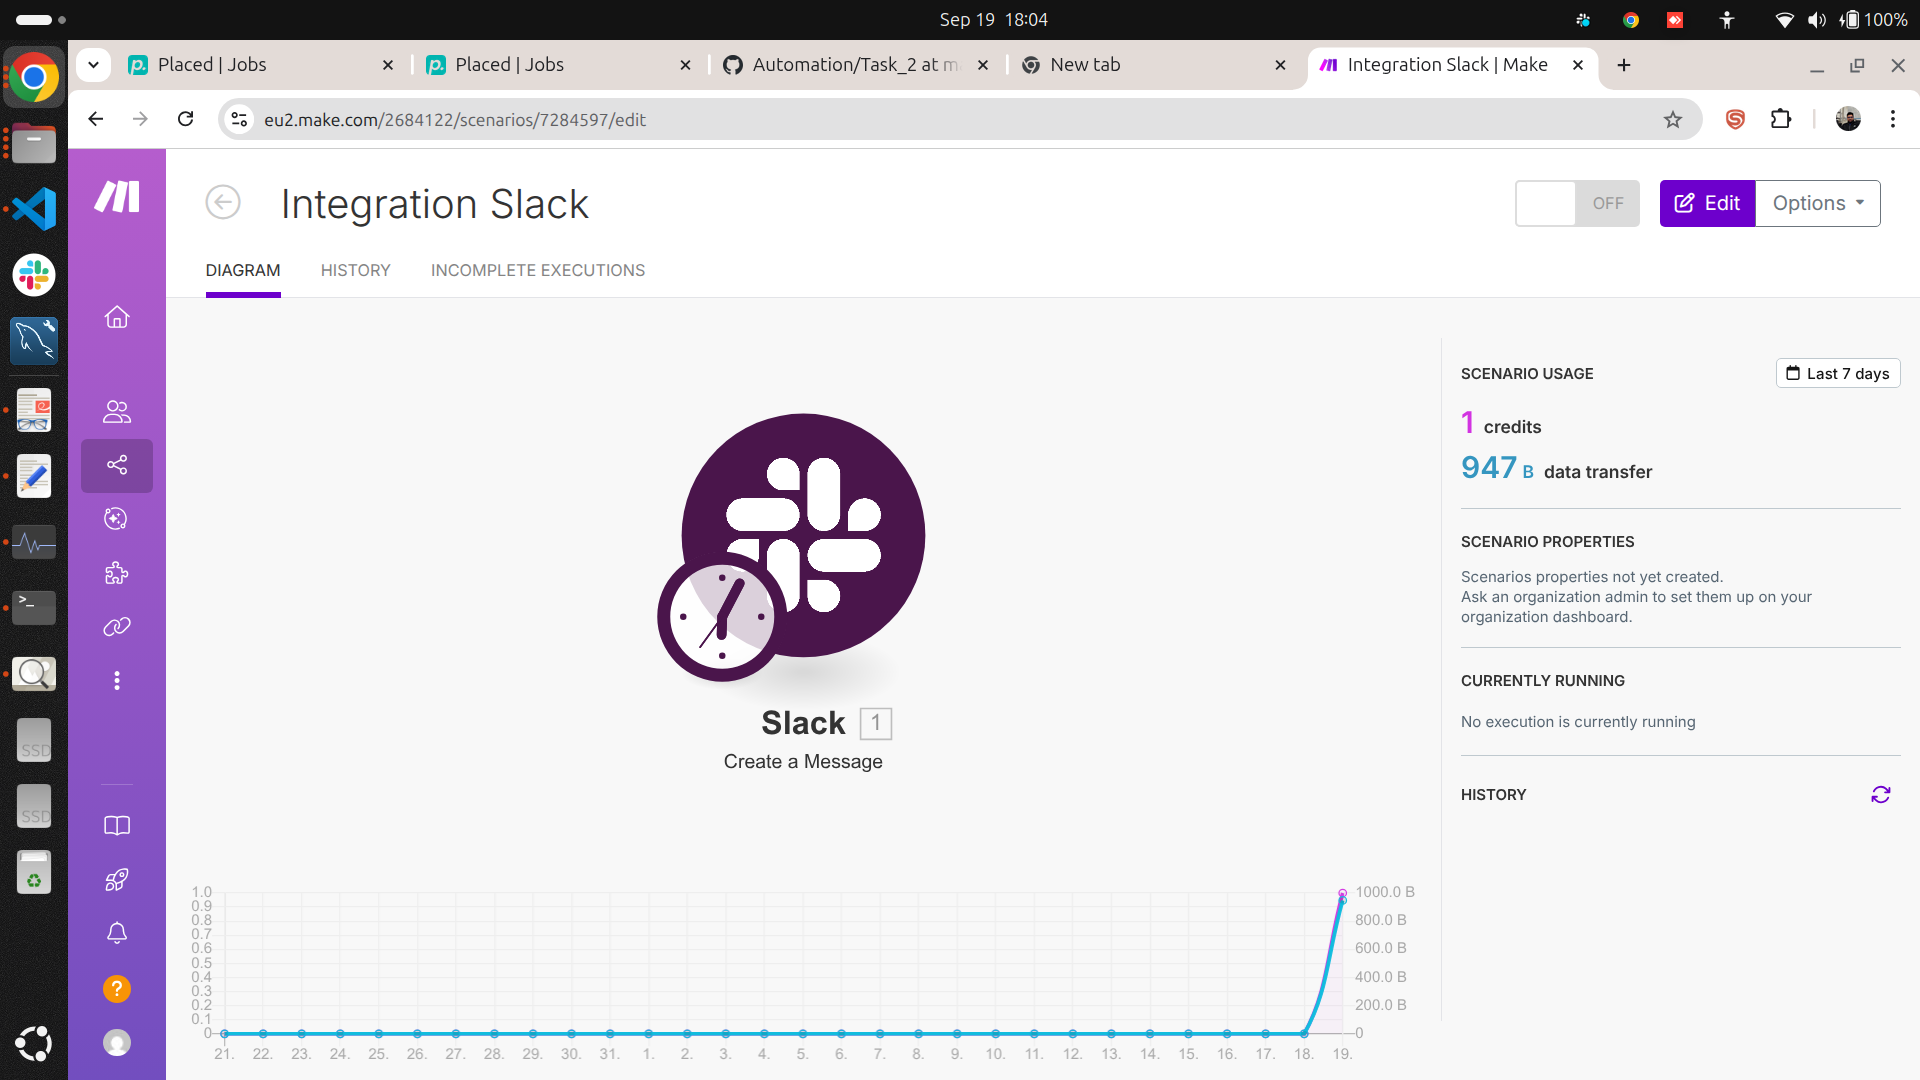 Sep 19 18:04
100%
Placed | Jobs
Placed | Jobs
Automation/Task_2 at m
New tab
Integration Slack | Make
eu2.make.com/2684122/scenarios/7284597/edit
Integration Slack
OFF
Edit
Options
DIAGRAM
HISTORY
INCOMPLETE EXECUTIONS
SCENARIO USAGE
Last 7 days
1 credits
947 B data transfer
SCENARIO PROPERTIES
Scenarios properties not yet created.
Ask an organization admin to set them up on your
organization dashboard.
CURRENTLY RUNNING
No execution is currently running
HISTORY
Slack 1
Create a Message
SSD
SSD
>_
?
1.0
0.9
0.8
0.7
0.6
0.5
0.4
0.3
0.2
0.1
0
1000.0 B
800.0 B
600.0 B
400.0 B
200.0 B
0
21. 22. 23. 24. 25. 26. 27. 28. 29. 30. 31. 1. 2. 3. 4. 5. 6. 7. 8. 9. 10. 11. 12. 13. 14. 15. 16. 17. 18. 19.